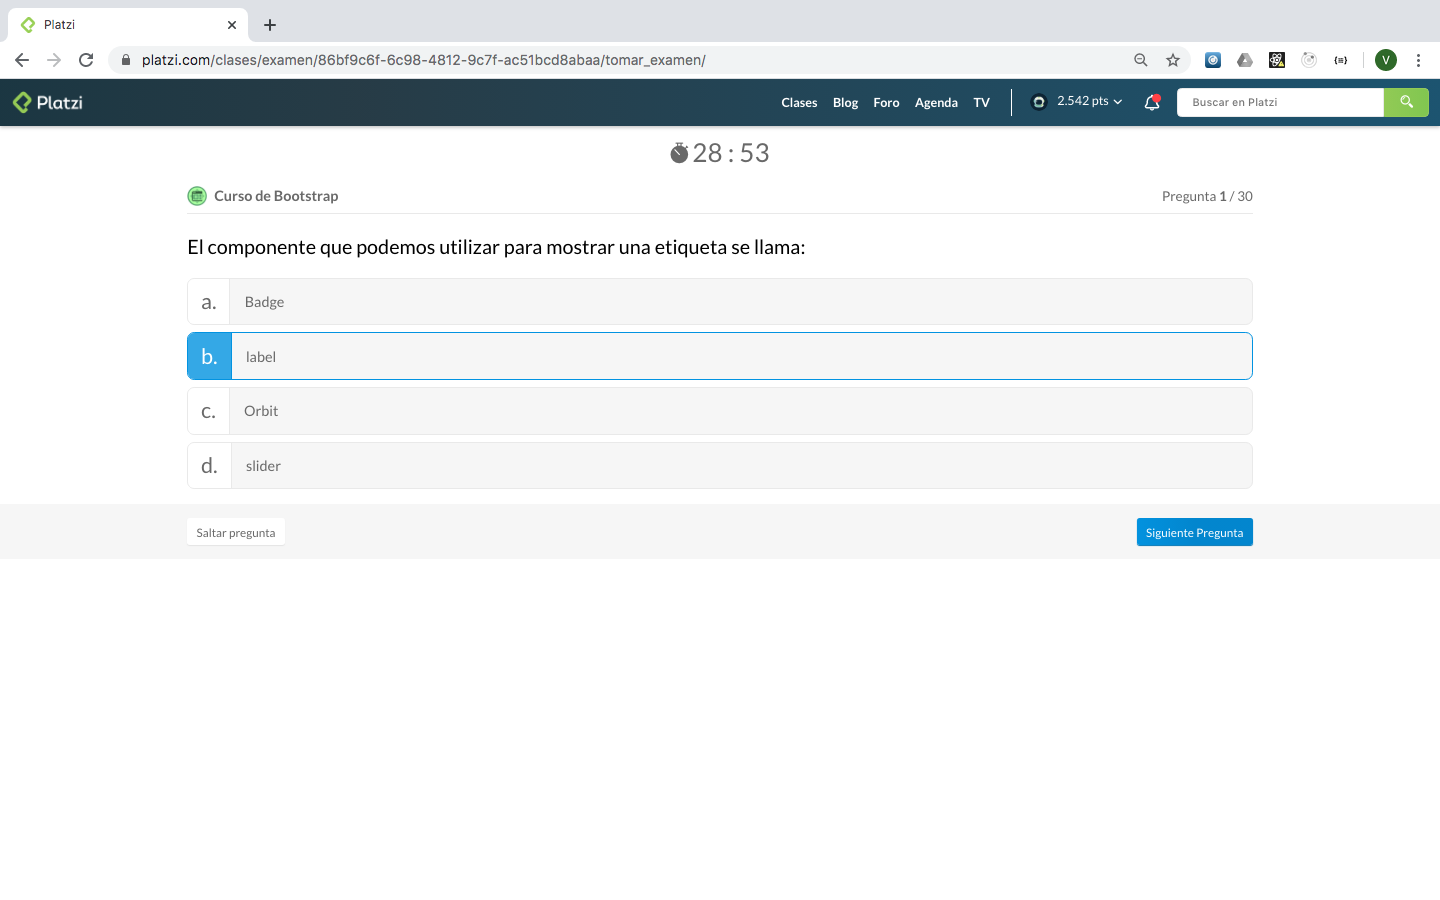 Platzi
platzi.com/clases/examen/86bf9c6f-6c98-4812-9c7f-ac51bcd8abaa/tomar_examen/
V
Platzi
Clases Blog Foro Agenda TV
2.542 pts
Buscar en Platzi
28 : 53
Curso de Bootstrap
Pregunta 1 / 30
El componente que podemos utilizar para mostrar una etiqueta se llama:
a. Badge
b. label
c. Orbit
d. slider
Saltar pregunta
Siguiente Pregunta